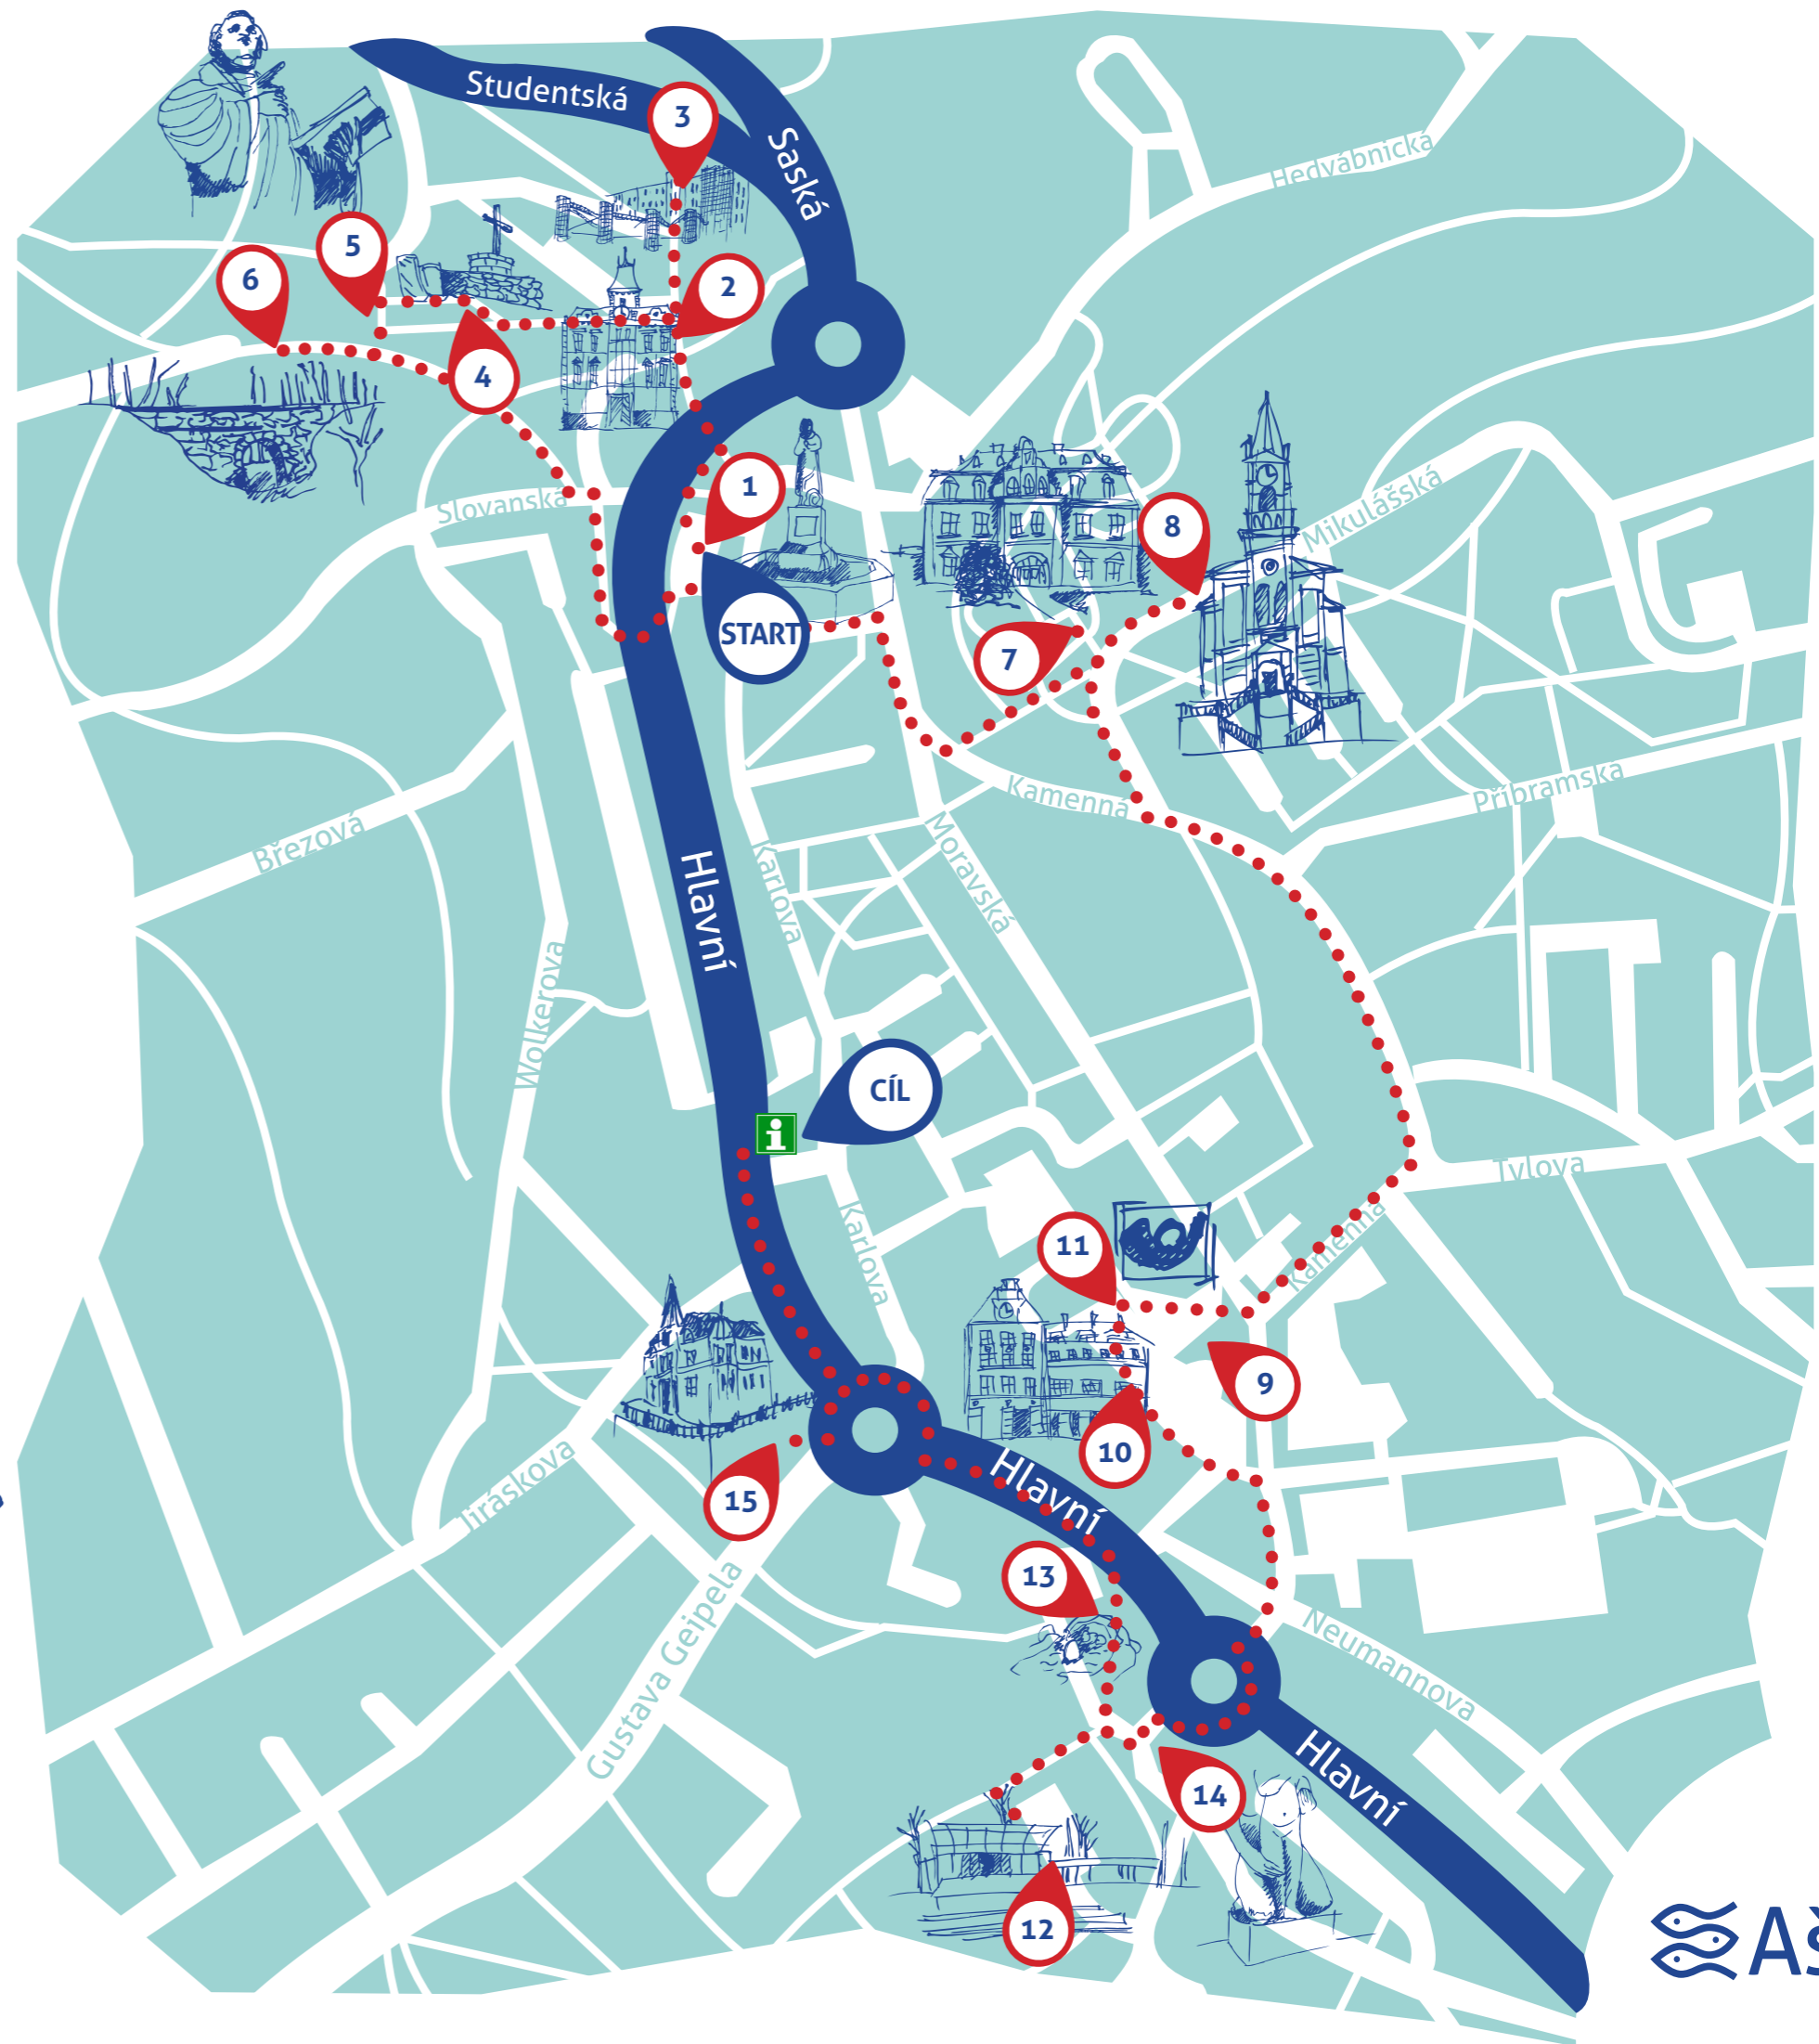 Studentská
3
Saská
Hedvábnická
5
6
2
4
1
Slovanská
8
Mikulášská
START
7
Kamenná
Příbramská
Březová
Hlavní
Karlova
Moravská
Wolkerova
CÍL
i
Tylova
Karlova
11
Kamenná
9
10
Hlavní
15
Jiráskova
13
Gustava Geipela
Neumannova
14
Hlavní
12
Aš